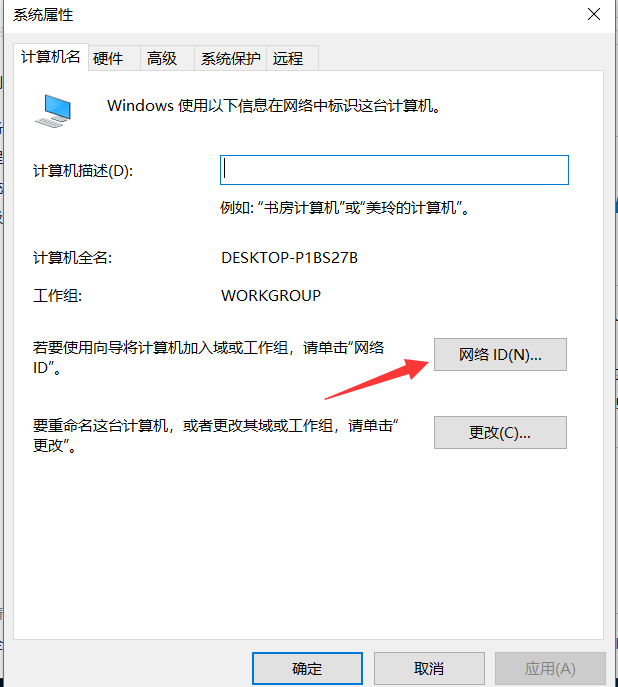 系统属性
计算机名 硬件 高级 系统保护 远程
Windows 使用以下信息在网络中标识这台计算机。
计算机描述(D):
例如: “书房计算机”或“美玲的计算机”。
计算机全名: DESKTOP-P1BS27B
工作组: WORKGROUP
若要使用向导将计算机加入域或工作组，请单击“网络
ID”。
网络 ID(N)...
要重命名这台计算机，或者更改其域或工作组，请单击“
更改”。
更改(C)...
确定 取消 应用(A)